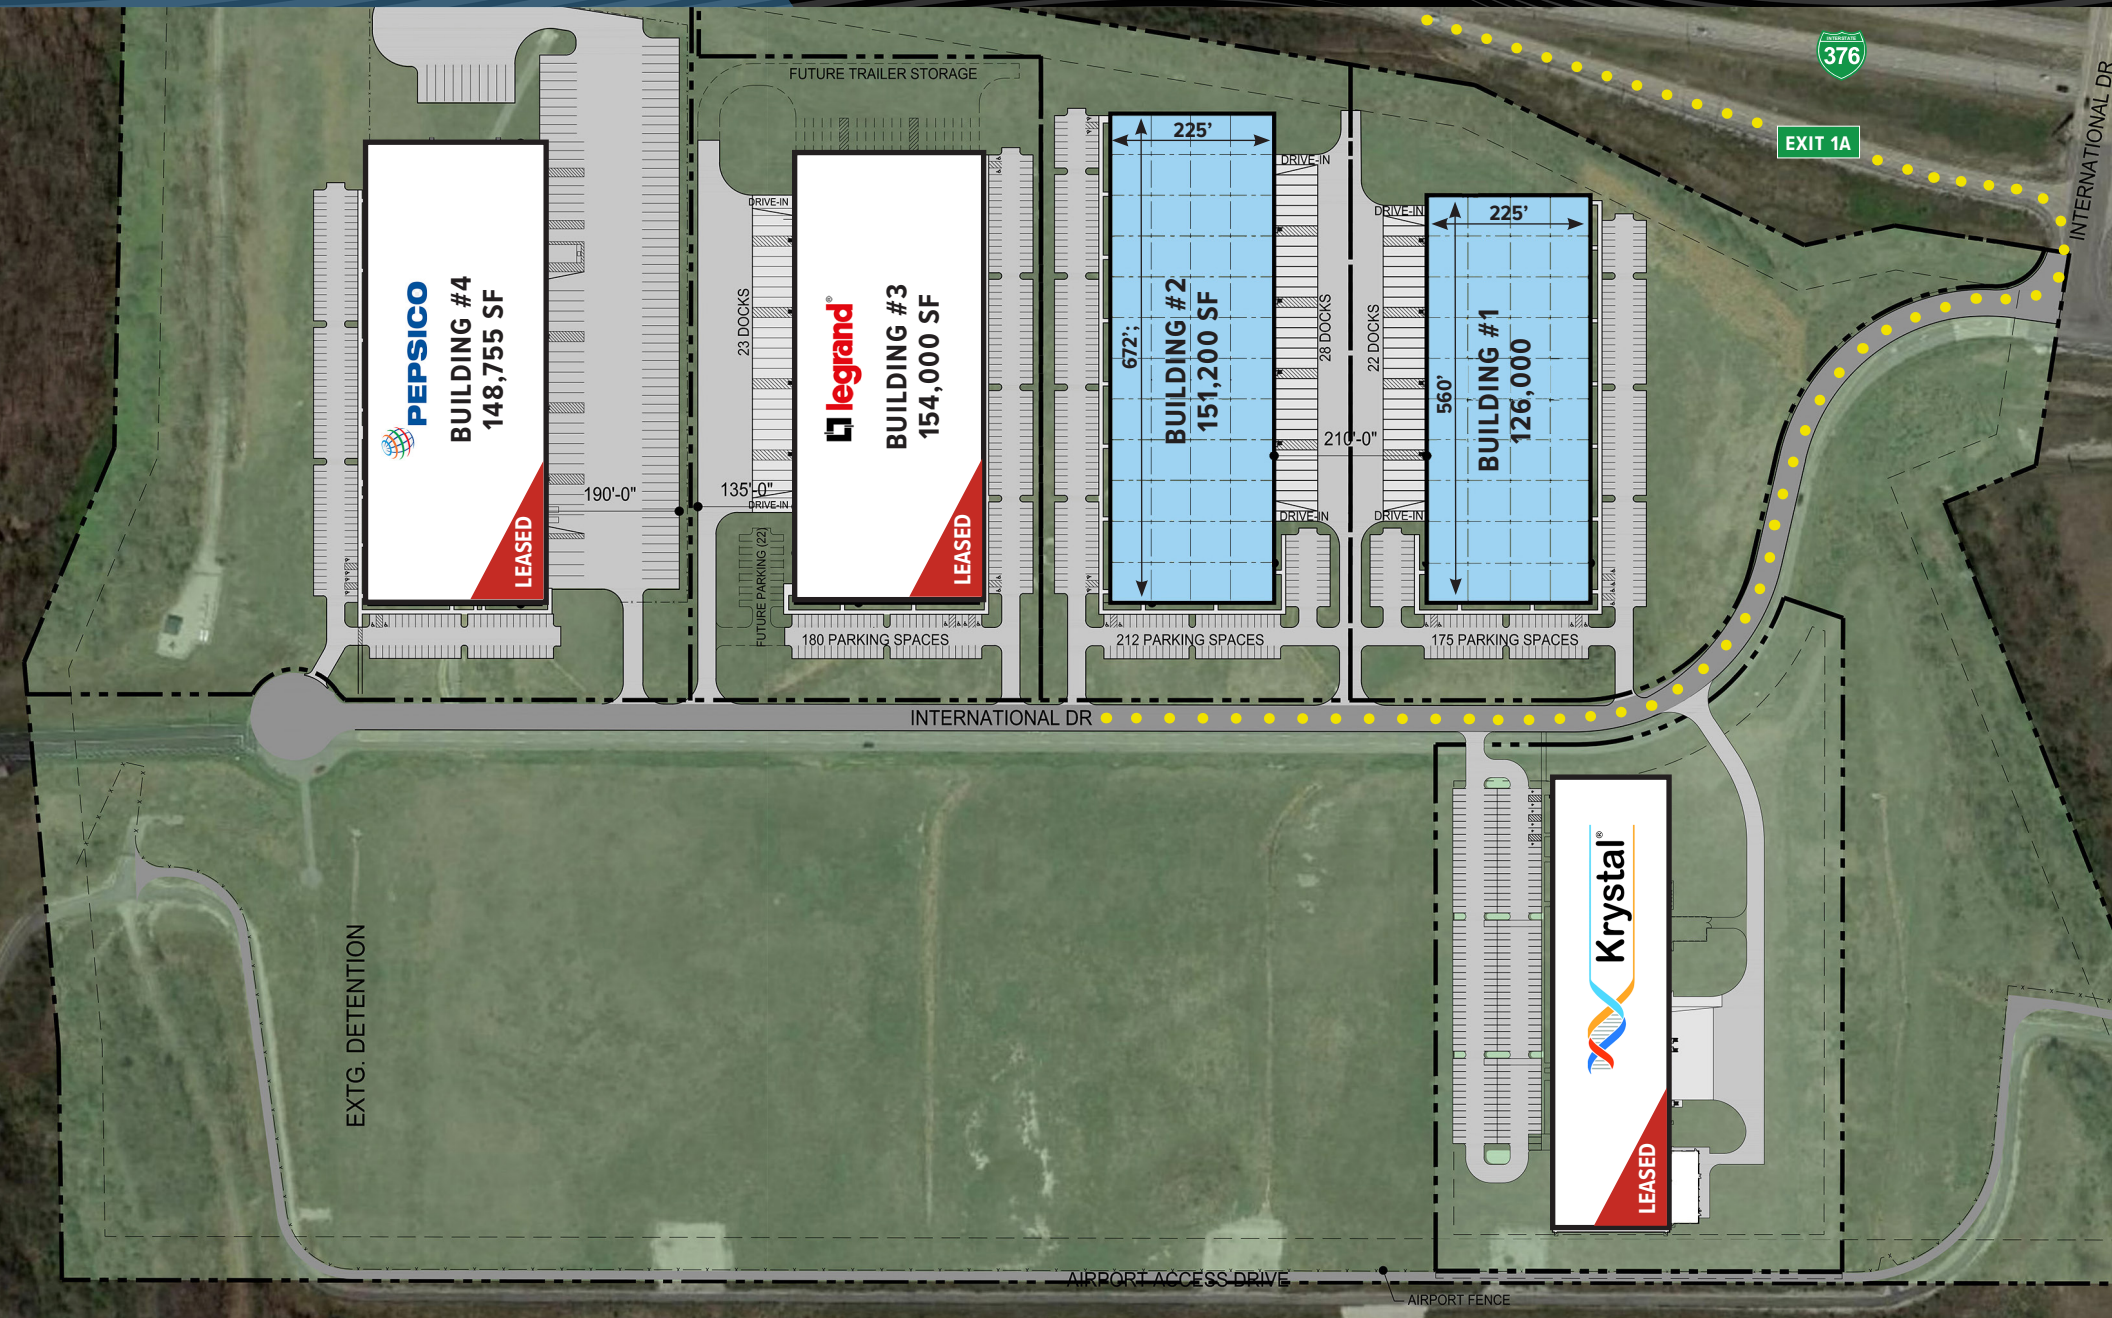 INTERSTATE
376
EXIT 1A
INTERNATIONAL DR
FUTURE TRAILER STORAGE
PEPSICO
BUILDING #4
148,755 SF
LEASED
190'-0"
DRIVE-IN
23 DOCKS
135'-0"
DRIVE-IN
FUTURE PARKING (22)
legrand®
BUILDING #3
154,000 SF
LEASED
180 PARKING SPACES
225'
672';
BUILDING #2
151,200 SF
DRIVE-IN
28 DOCKS
DRIVE-IN
212 PARKING SPACES
210'-0"
DRIVE-IN
22 DOCKS
DRIVE-IN
225'
560'
BUILDING #1
126,000
175 PARKING SPACES
INTERNATIONAL DR
EXTG. DETENTION
Krystal®
LEASED
AIRPORT ACCESS DRIVE
AIRPORT FENCE